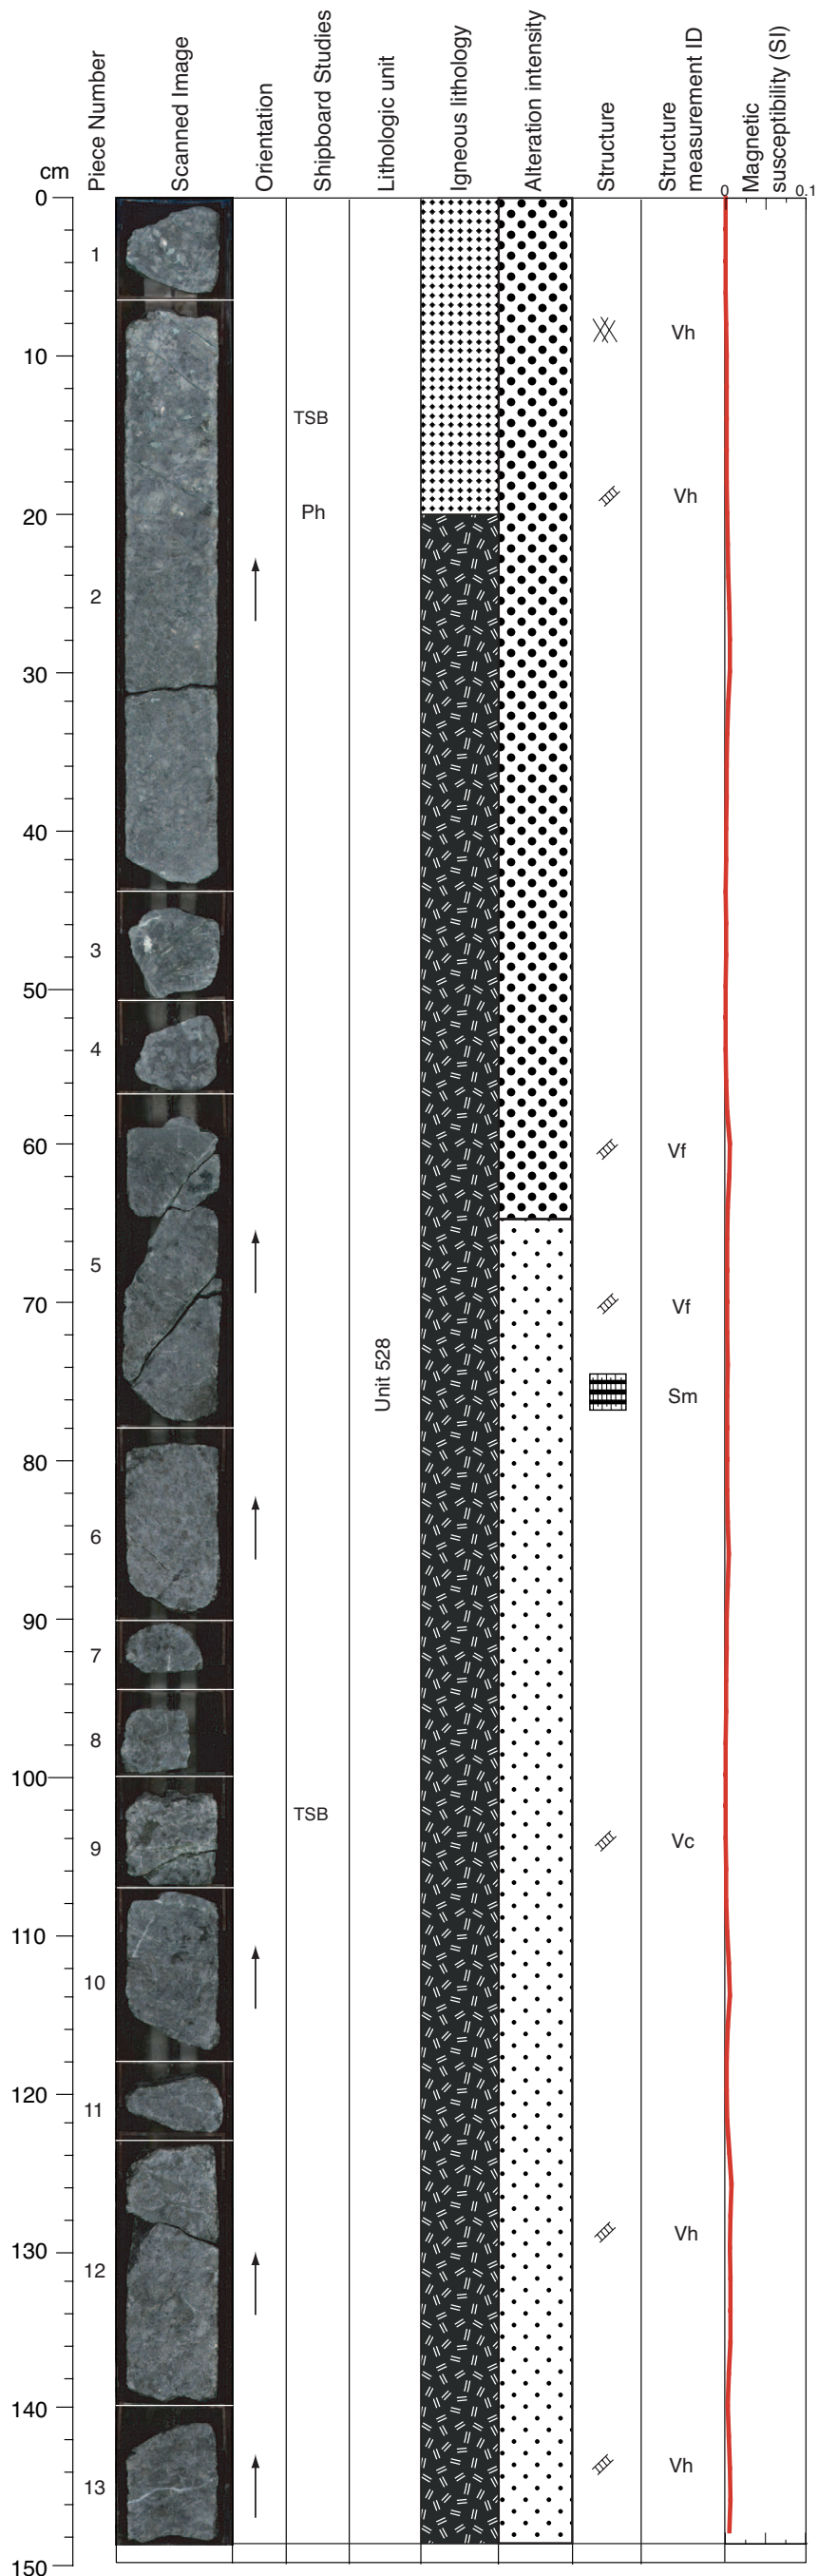 cm
Piece Number
Scanned Image
Orientation
Shipboard Studies
Lithologic unit
Igneous lithology
Alteration intensity
Structure
Structure
measurement ID
Magnetic
susceptibility (SI)
0 0.1
0
1
Vh
10
TSB
Vh
Ph
20
2
30
40
3
50
4
60
Vf
5
70
Vf
Unit 528
Sm
80
6
90
7
8
100
TSB
9
Vc
110
10
120
11
Vh
130
12
140
Vh
13
150